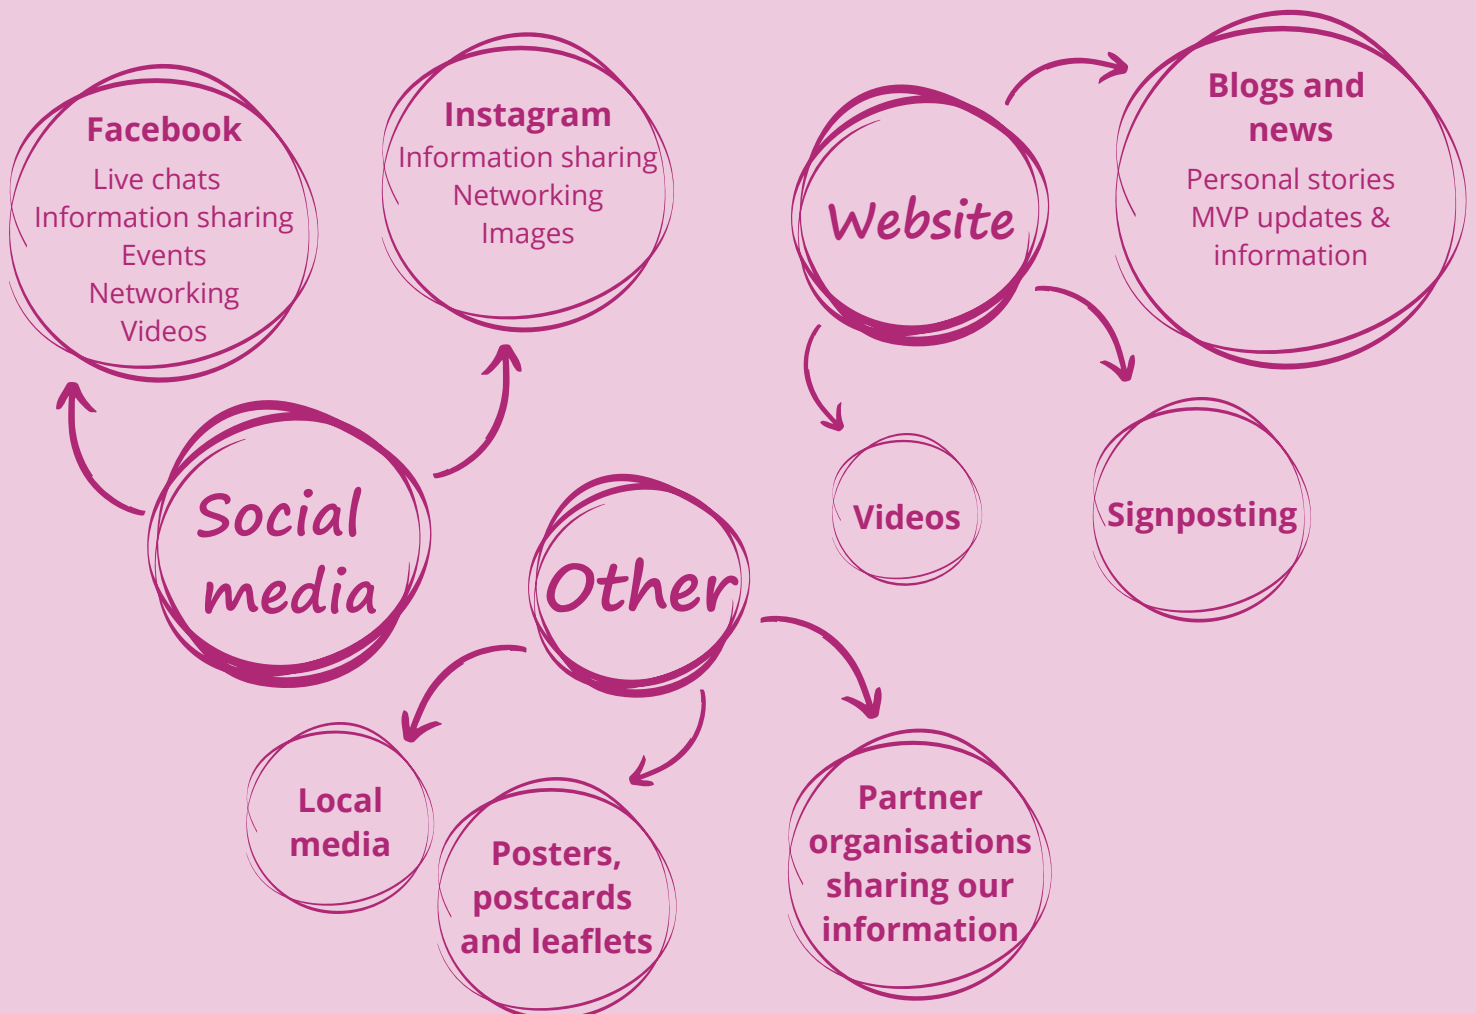 Facebook
Live chats
Information sharing
Events
Networking
Videos
Instagram
Information sharing
Networking
Images
Social
media
Website
Blogs and
news
Personal stories
MVP updates &
information
Videos
Signposting
Other
Local
media
Posters,
postcards
and leaflets
Partner
organisations
sharing our
information